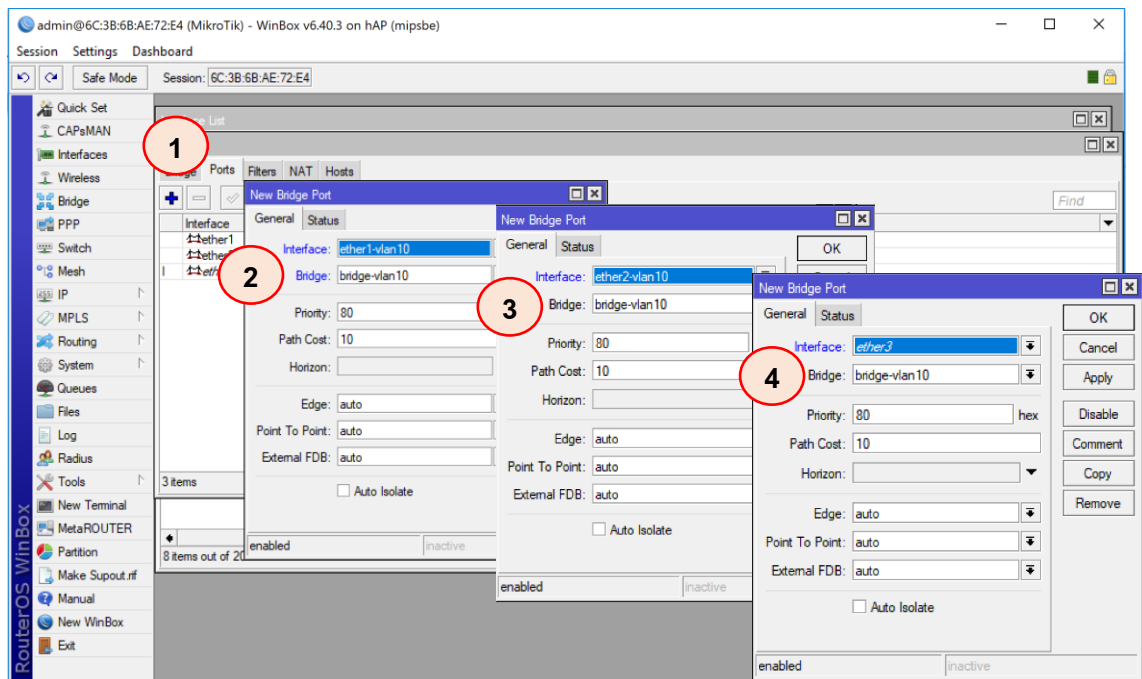 admin@6C:3B:6B:AE:72:E4 (MikroTik) - WinBox v6.40.3 on hAP (mipsbe)
Session Settings Dashboard
Safe Mode Session: 6C:3B:6B:AE:72:E4
RouterOS WinBox
Quick Set
CAPsMAN
Interfaces
Wireless
Bridge
PPP
Switch
Mesh
IP
MPLS
Routing
System
Queues
Files
Log
Radius
Tools
New Terminal
MetaROUTER
Partition
Make Supout.rif
Manual
New WinBox
Exit
List
1
Ports Filters NAT Hosts
Find
Interface
ether1
I
3 items
8 items out of 20
New Bridge Port
General Status
Interface: ether1-vlan10
2
Bridge: bridge-vlan10
Priority: 80
Path Cost: 10
Horizon:
Edge: auto
Point To Point: auto
External FDB: auto
Auto Isolate
enabled inactive
New Bridge Port
General Status OK
Interface: ether2-vlan10
3
Bridge: bridge-vlan10
Priority: 80
Path Cost: 10
Horizon:
Edge: auto
Point To Point: auto
External FDB: auto
Auto Isolate
enabled inactive
New Bridge Port
General Status OK
Interface: ether3 Cancel
4
Bridge: bridge-vlan10 Apply
Priority: 80 hex Disable
Path Cost: 10 Comment
Horizon: Copy
Remove
Edge: auto
Point To Point: auto
External FDB: auto
Auto Isolate
enabled inactive